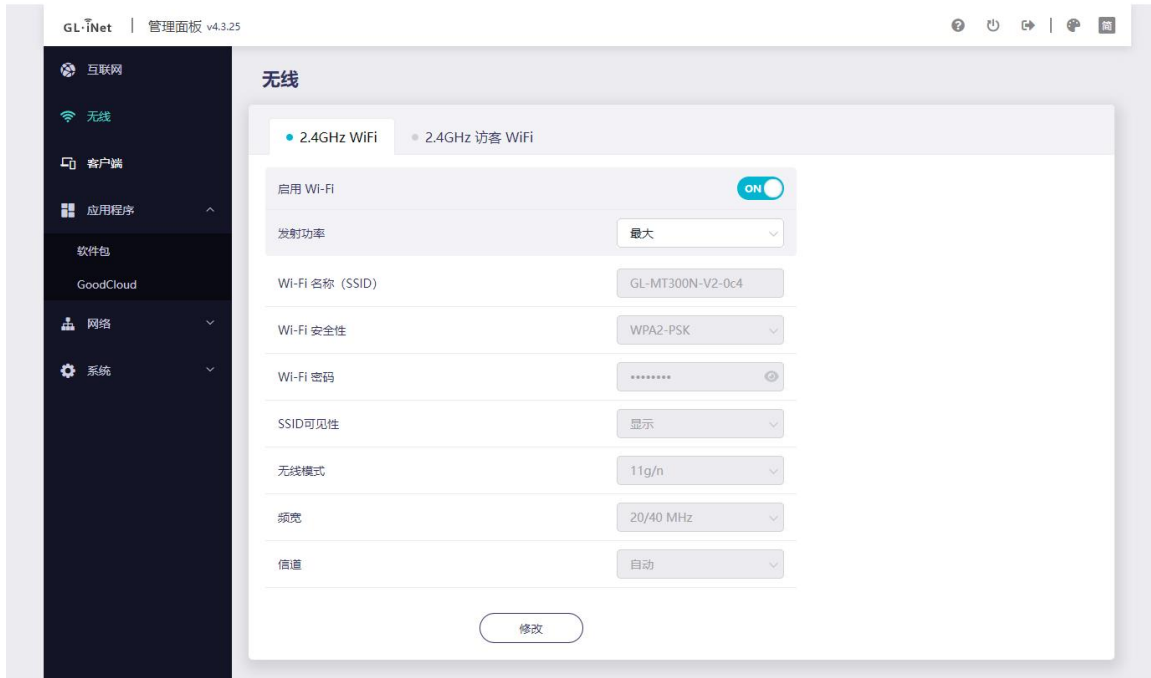 GL·iNet | 管理面板 v4.3.25
简
互联网
无线
客户端
应用程序
软件包
GoodCloud
网络
系统
无线
2.4GHz WiFi
2.4GHz 访客 WiFi
启用 Wi-Fi
ON
发射功率
最大
Wi-Fi 名称（SSID）
GL-MT300N-V2-0c4
Wi-Fi 安全性
WPA2-PSK
Wi-Fi 密码
••••••••
SSID可见性
显示
无线模式
11g/n
频宽
20/40 MHz
信道
自动
修改